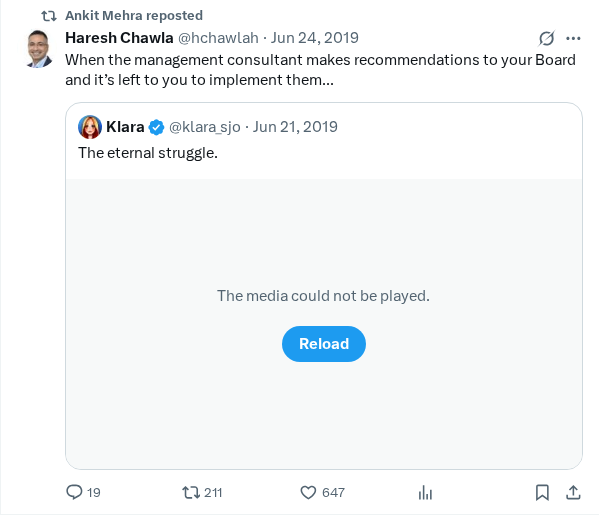 Ankit Mehra reposted
Haresh Chawla @hchawlah · Jun 24, 2019
When the management consultant makes recommendations to your Board
and it’s left to you to implement them...
Klara @klara_sjo · Jun 21, 2019
The eternal struggle.
The media could not be played.
Reload
19 211 647